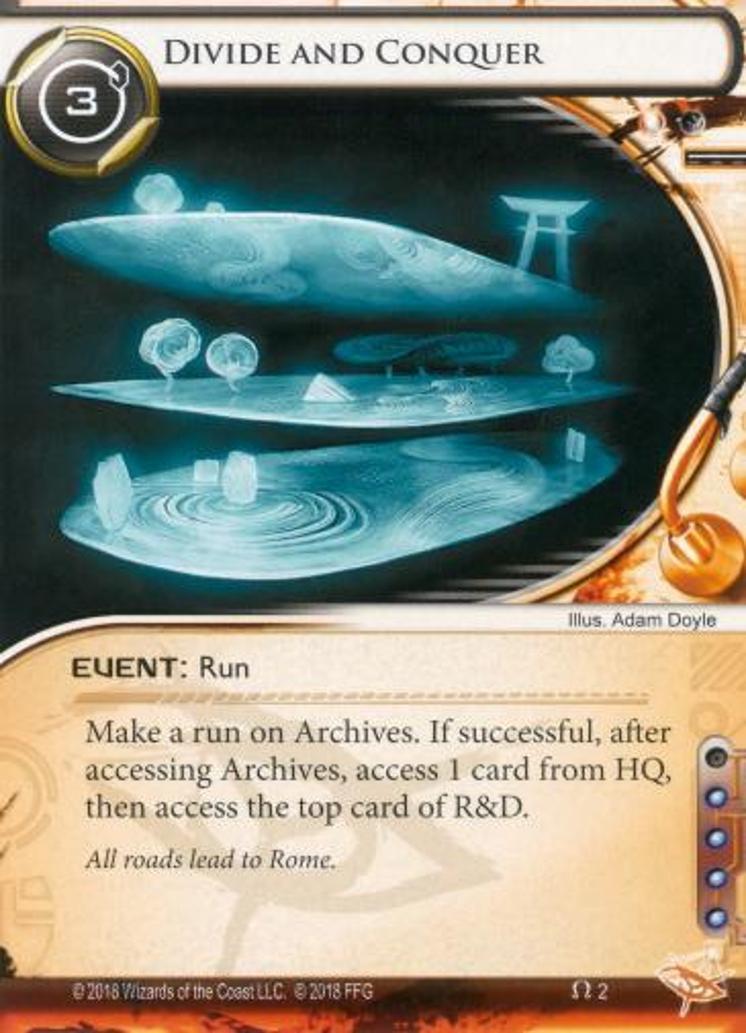 DIVIDE AND CONQUER
3
Illus. Adam Doyle
EVENT: Run
Make a run on Archives. If successful, after
accessing Archives, access 1 card from HQ,
then access the top card of R&D.
All roads lead to Rome.
© 2018 Wizards of the Coast LLC. © 2018 FFG
Ω 2